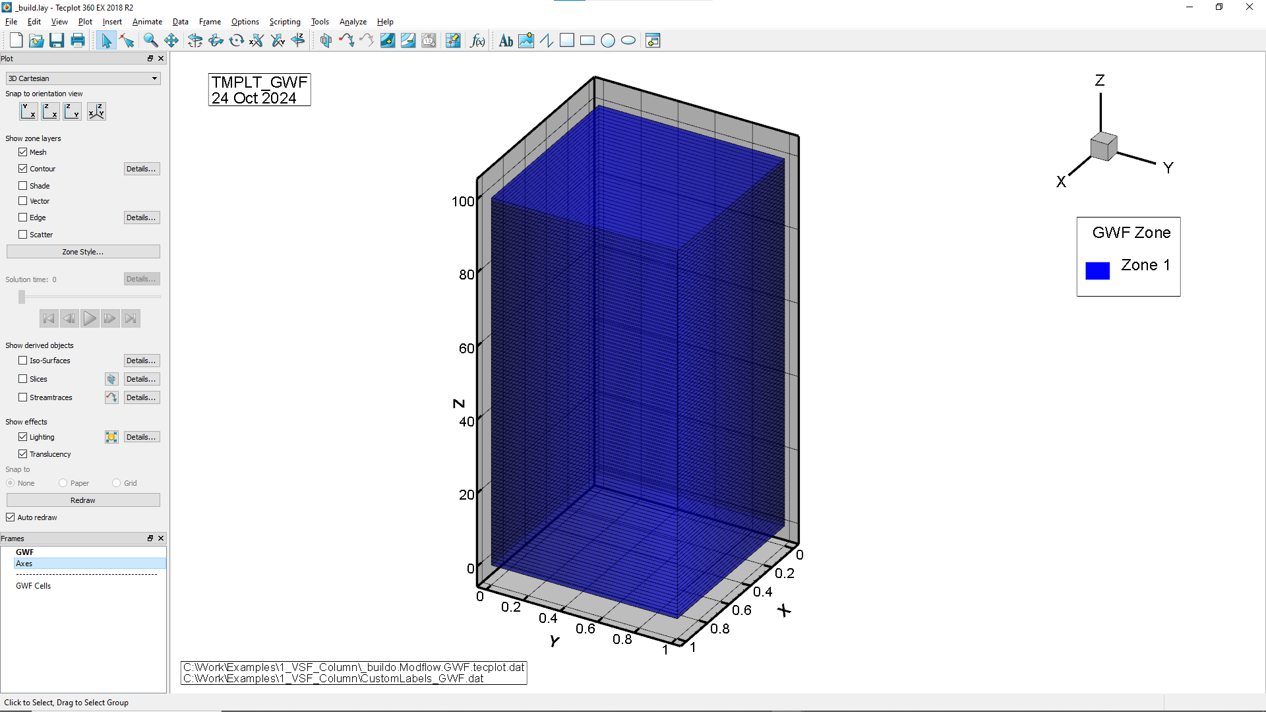 _build.lay - Tecplot 360 EX 2018 R2
File Edit View Plot Insert Animate Data Frame Options Scripting Tools Analyze Help
Plot
3D Cartesian
Snap to orientation view
Show zone layers
Mesh
Contour Details...
Shade
Vector
Edge Details...
Scatter
Zone Style...
Solution time: 0 Details...
Show derived objects
Iso-Surfaces Details...
Slices Details...
Streamtraces Details...
Show effects
Lighting Details...
Translucency
Snap to
None Paper Grid
Redraw
Auto redraw
Frames
GWF
Axes
GWF Cells
Click to Select, Drag to Select Group
TMPLT_GWF
24 Oct 2024
100
80
60
40
20
0
Z
0 0.2 0.4 0.6 0.8 1
Y
0
0.2
0.4
0.6
0.8
1
X
Z
X
Y
GWF Zone
Zone 1
C:\Work\Examples\1_VSF_Column\_buildo.Modflow.GWF.tecplot.dat
C:\Work\Examples\1_VSF_Column\CustomLabels_GWF.dat